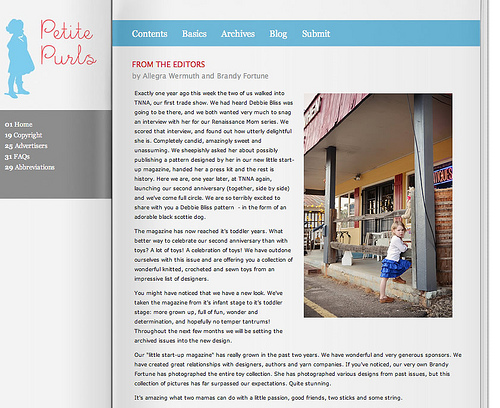 Petite
Purls
Contents Basics Archives Blog Submit
01 Home
19 Copyright
25 Advertisers
31 FAQs
29 Abbreviations
FROM THE EDITORS
by Allegra Wermuth and Brandy Fortune
Exactly one year ago this week the two of us walked into
TNNA, our first trade show. We had heard Debbie Bliss was
going to be there, and we both wanted very much to snag
an interview with her for our Renaissance Mom series. We
scored that interview, and found out how utterly delightful
she is. Completely candid, amazingly sweet and
unassuming. We sheepishly asked her about possibly
publishing a pattern designed by her in our new little start-
up magazine, handed her a press kit and the rest is
history. Here we are, one year later, at TNNA again,
launching our second anniversary (together, side by side)
and we've come full circle. We are so terribly excited to
share with you a Debbie Bliss pattern - in the form of an
adorable black scottie dog.
The magazine has now reached it's toddler years. What
better way to celebrate our second anniversary than with
toys? A lot of toys! A celebration of toys! We have outdone
ourselves with this issue and are offering you a collection of
wonderful knitted, crocheted and sewn toys from an
impressive list of designers.
You might have noticed that we have a new look. We've
taken the magazine from it's infant stage to it's toddler
stage: more grown up, full of fun, wonder and
determination, and hopefully no temper tantrums!
Throughout the next few months we will be setting the
archived issues into the new design.
Our "little start-up magazine" has really grown in the past two years. We have wonderful and very generous sponsors. We
have created great relationships with designers, authors and yarn companies. If you've noticed, our very own Brandy
Fortune has photographed the entire toy collection. She has photographed various designs from past issues, but this
collection of pictures has far surpassed our expectations. Quite stunning.
It's amazing what two mamas can do with a little passion, good friends, two sticks and some string.